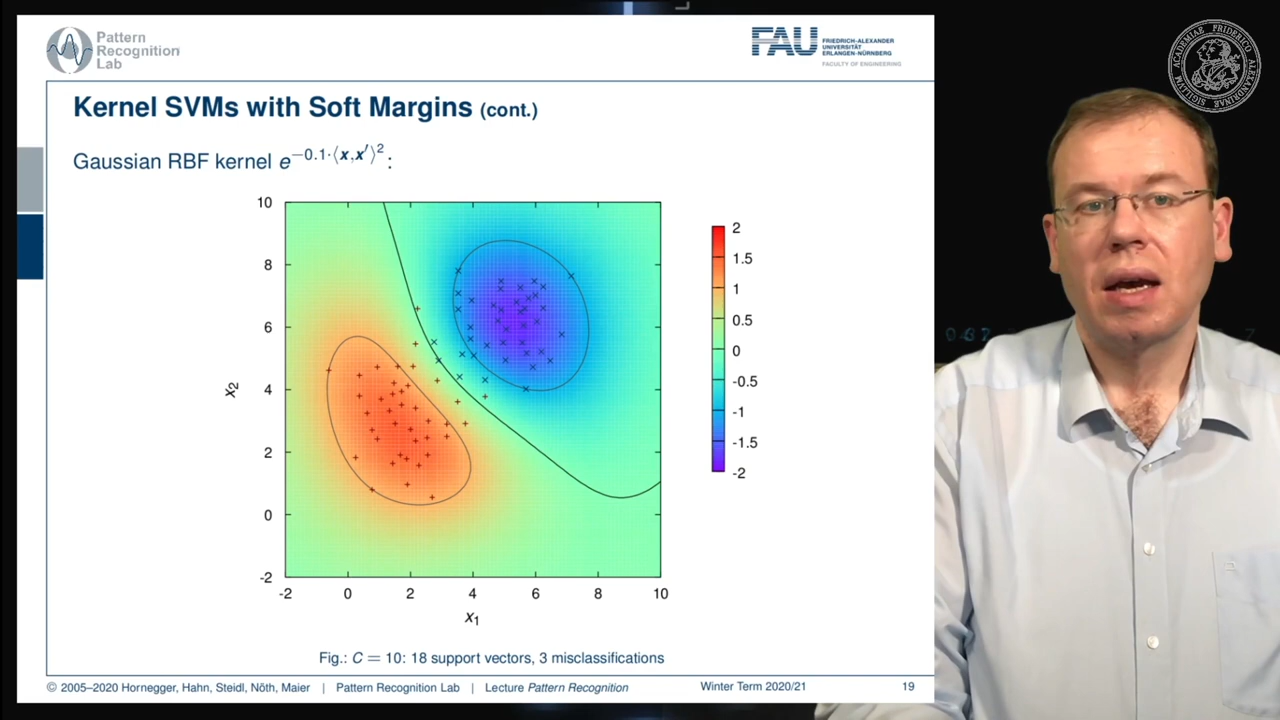 Pattern
Recognition
Lab
FAU
FRIEDRICH-ALEXANDER
UNIVERSITÄT
ERLANGEN-NÜRNBERG
FACULTY OF ENGINEERING
Kernel SVMs with Soft Margins (cont.)
Gaussian RBF kernel e^{−0.1·⟨x,x′⟩²}:
10
8
6
4
2
0
-2
x₂
-2 0 2 4 6 8 10
x₁
2
1.5
1
0.5
0
-0.5
-1
-1.5
-2
Fig.: C = 10: 18 support vectors, 3 misclassifications
© 2005–2020 Hornegger, Hahn, Steidl, Nöth, Maier | Pattern Recognition Lab | Lecture Pattern Recognition Winter Term 2020/21 19